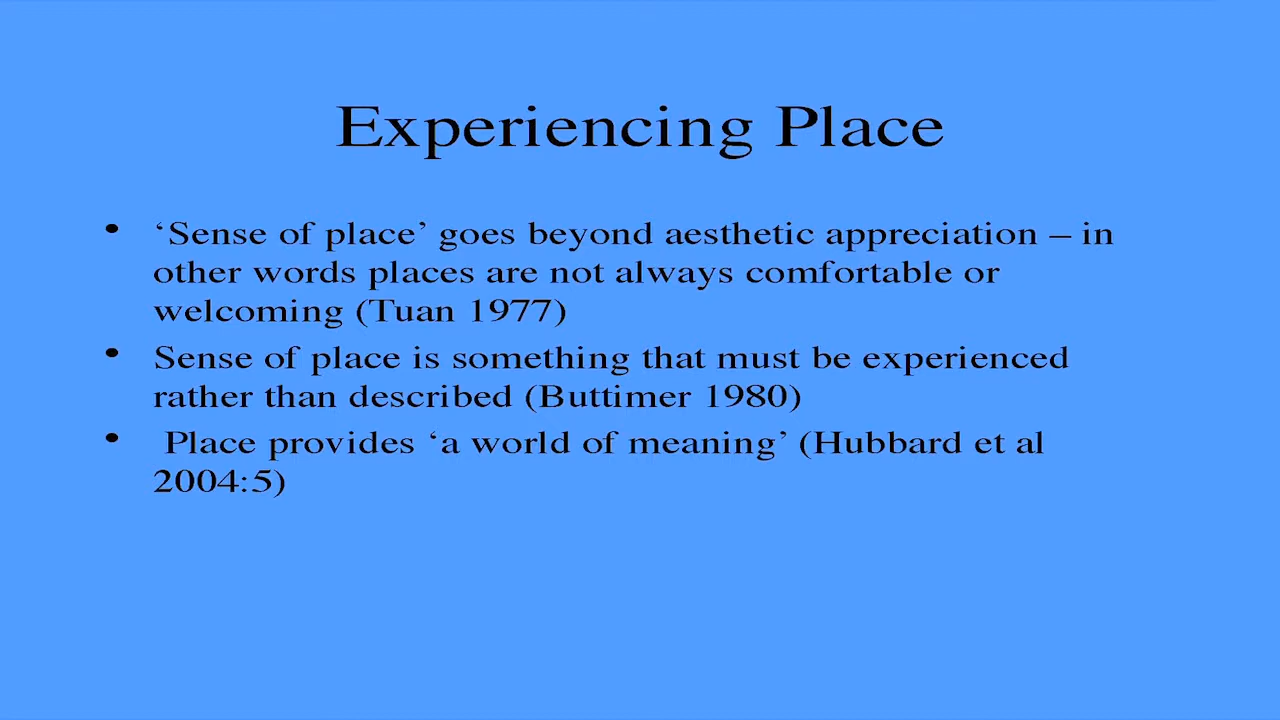 Experiencing Place
• ‘Sense of place’ goes beyond aesthetic appreciation – in
other words places are not always comfortable or
welcoming (Tuan 1977)
• Sense of place is something that must be experienced
rather than described (Buttimer 1980)
• Place provides ‘a world of meaning’ (Hubbard et al
2004:5)